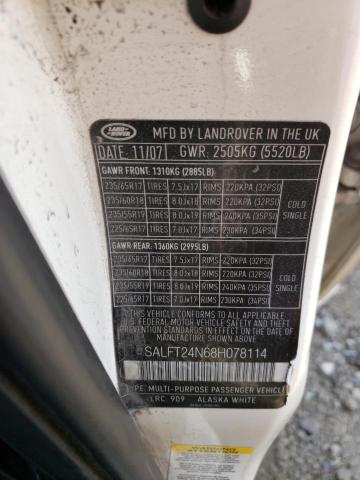 LAND-
ROVER
MFD BY LANDROVER IN THE UK
DATE: 11/07 GWR: 2505KG (5520LB)
GAWR FRONT: 1310KG (2885LB)
235/65R17 TIRES 7.5Jx17 RIMS 220KPA (32PSI)
235/60R18 TIRES 8.0Jx18 RIMS 220KPA (32PSI)
235/55R19 TIRES 8.0Jx19 RIMS 240KPA (35PSI)
225/65R17 TIRES 7.0Jx17 RIMS 230KPA (34PSI)
COLD
SINGLE
GAWR REAR: 1360KG (2995LB)
235/65R17 TIRES 7.5Jx17 RIMS 220KPA (32PSI)
235/60R18 TIRES 8.0Jx18 RIMS 220KPA (32PSI)
235/55R19 TIRES 8.0Jx19 RIMS 240KPA (35PSI)
225/65R17 TIRES 7.0Jx17 RIMS 230KPA (34PSI)
COLD
SINGLE
THIS VEHICLE CONFORMS TO ALL APPLICABLE
U.S. FEDERAL MOTOR VEHICLE SAFETY,
BUMPER AND THEFT PREVENTION STANDARDS
IN EFFECT ON THE DATE OF
MANUFACTURE SHOWN ABOVE.
SALFT24N68H078114
TYPE: MULTI-PURPOSE PASSENGER VEHICLE
LRC 909 ALASKA WHITE
WARNING